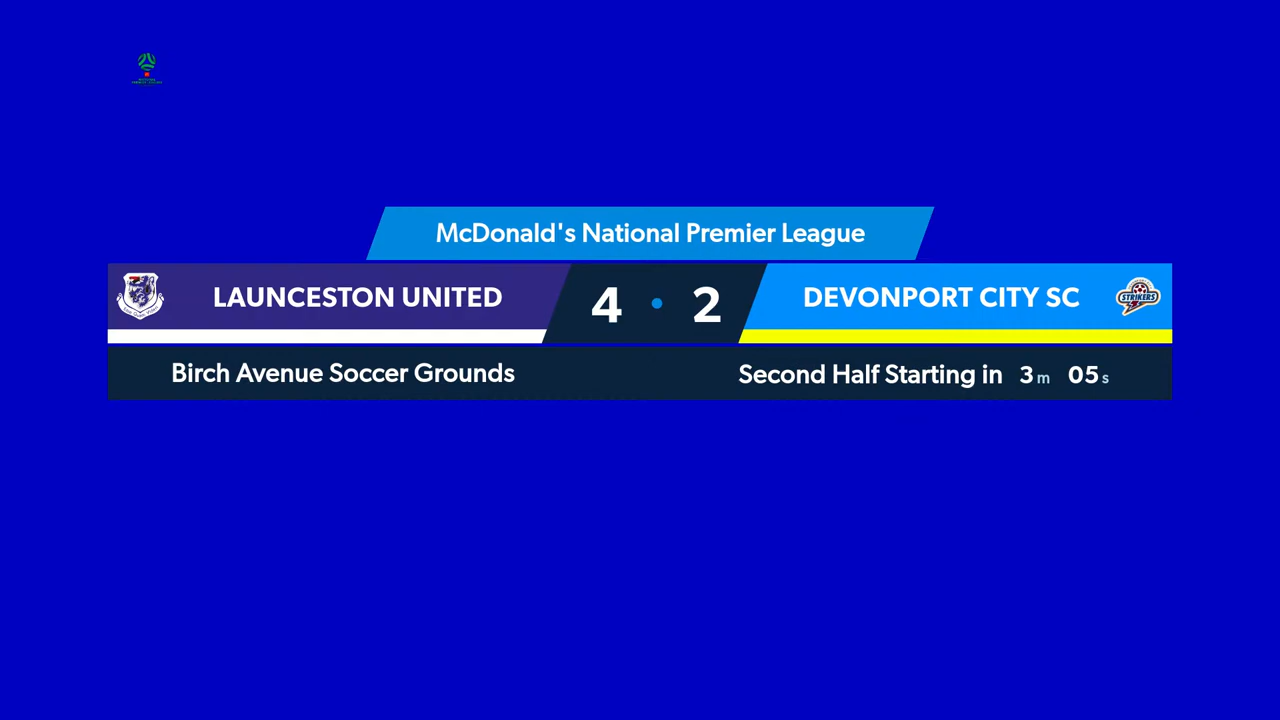 McDonald's National Premier League
LAUNCESTON UNITED 4 • 2 DEVONPORT CITY SC
STRIKERS
Birch Avenue Soccer Grounds
Second Half Starting in 3m 05s